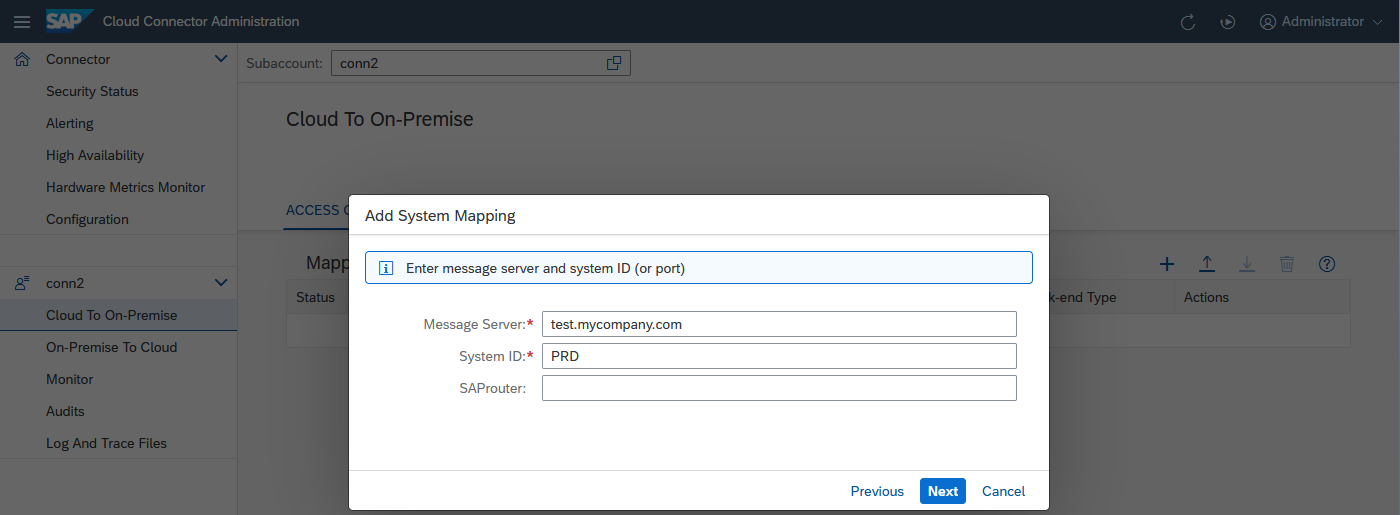 SAP Cloud Connector Administration
Administrator
Connector
Security Status
Alerting
High Availability
Hardware Metrics Monitor
Configuration
conn2
Cloud To On-Premise
On-Premise To Cloud
Monitor
Audits
Log And Trace Files
Subaccount: conn2
Cloud To On-Premise
ACCESS
Status
k-end Type
Actions
Add System Mapping
Enter message server and system ID (or port)
Message Server:* test.mycompany.com
System ID:* PRD
SAProuter:
Previous Next Cancel